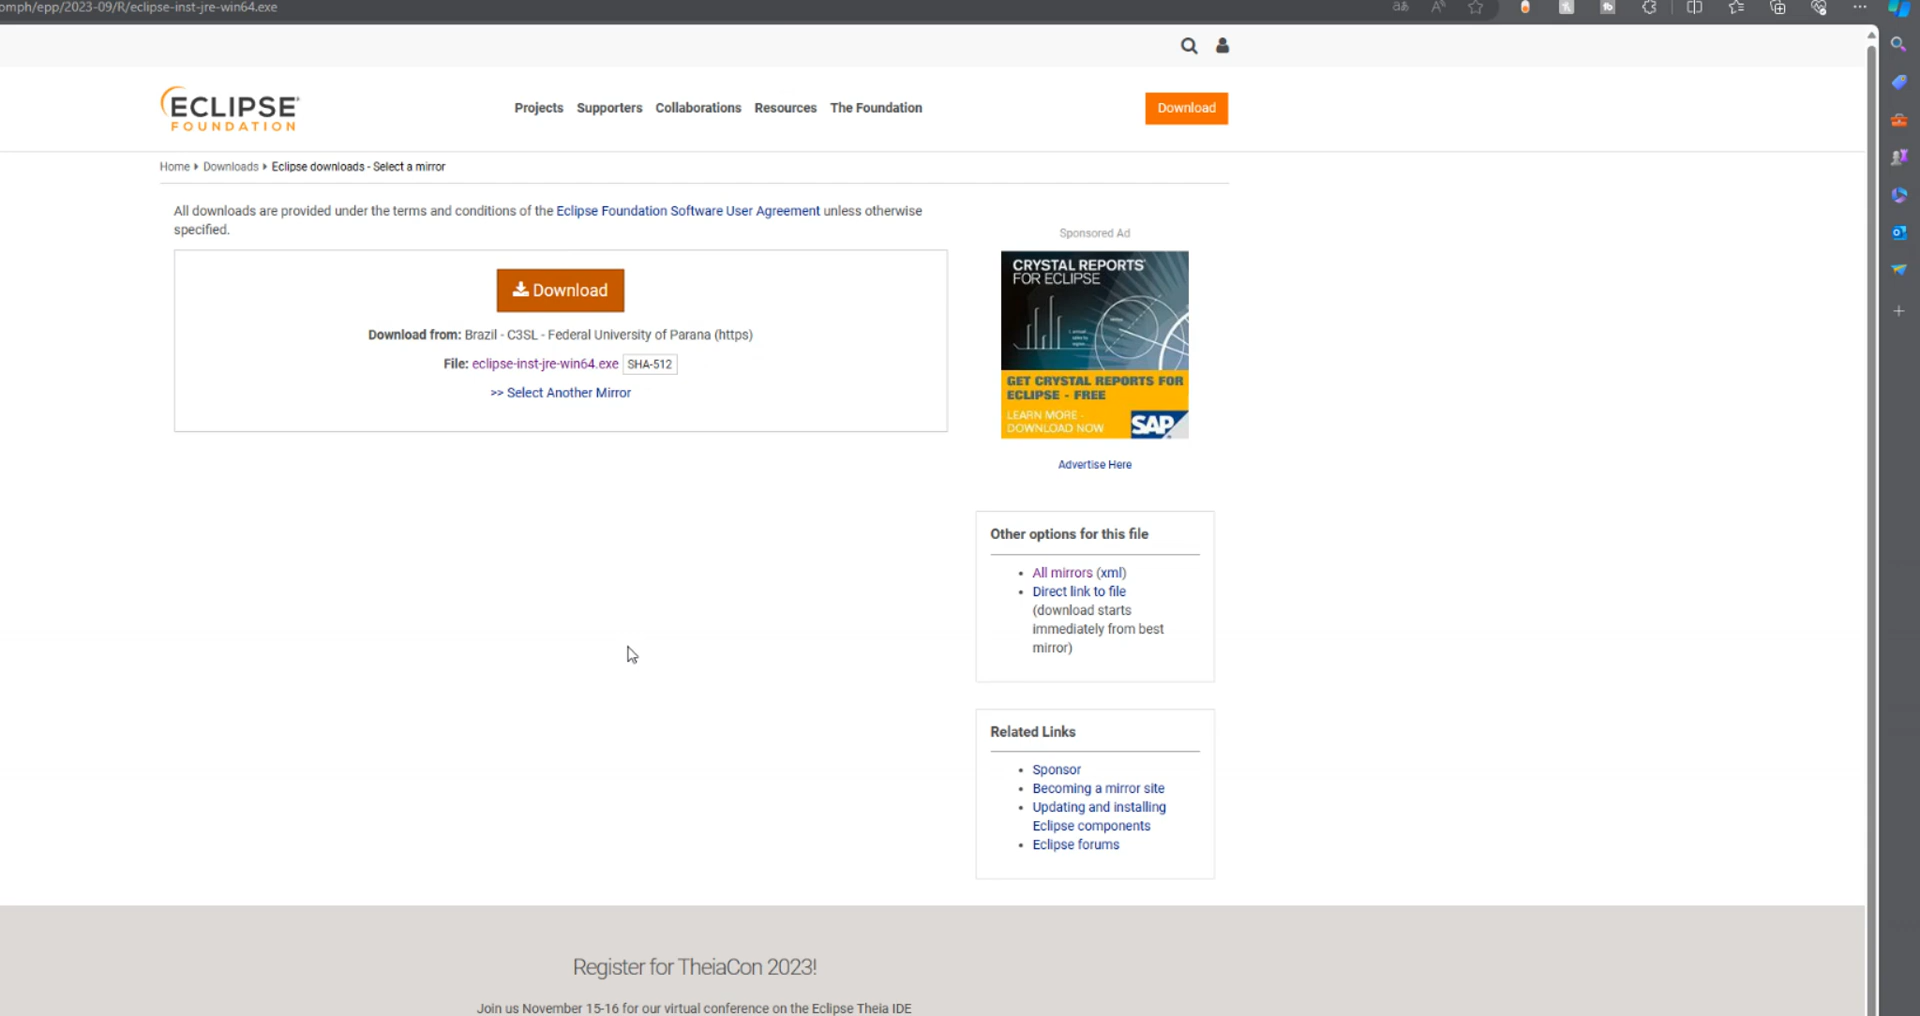 omph/epp/2023-09/R/eclipse-inst-jre-win64.exe
ECLIPSE
FOUNDATION
Projects Supporters Collaborations Resources The Foundation
Download
Home Downloads Eclipse downloads - Select a mirror
All downloads are provided under the terms and conditions of the Eclipse Foundation Software User Agreement unless otherwise
specified.
Download
Download from: Brazil - C3SL - Federal University of Parana (https)
File: eclipse-inst-jre-win64.exe SHA-512
>> Select Another Mirror
Sponsored Ad
CRYSTAL REPORTS®
FOR ECLIPSE
GET CRYSTAL REPORTS FOR
ECLIPSE - FREE
LEARN MORE -
DOWNLOAD NOW
SAP
Advertise Here
Other options for this file
• All mirrors (xml)
• Direct link to file
(download starts
immediately from best
mirror)
Related Links
• Sponsor
• Becoming a mirror site
• Updating and installing
Eclipse components
• Eclipse forums
Register for TheiaCon 2023!
Join us November 15-16 for our virtual conference on the Eclipse Theia IDE